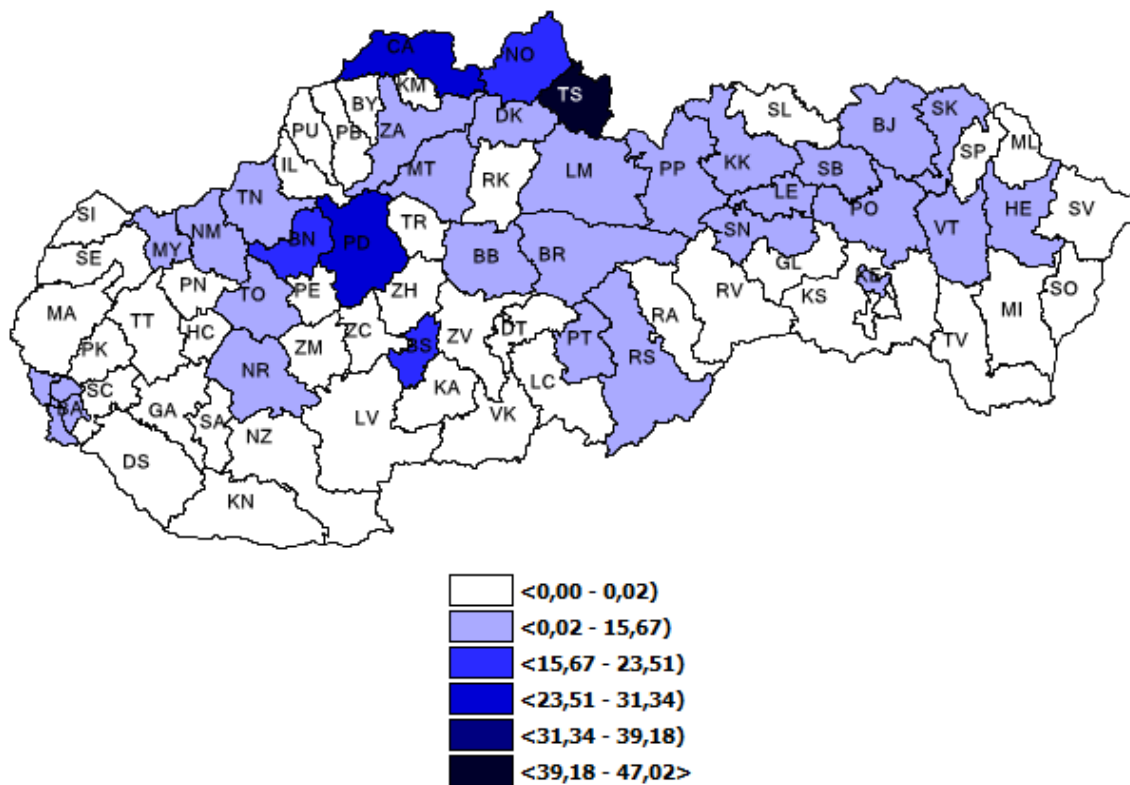 CA
NO
KM
TS
BY
SL
PU
PB
ZA
DK
BJ
SK
IL
MT
RK
LM
PP
KK
SB
SP
ML
TN
LE
SI
NM
BN
PD
TR
SN
PO
VT
HE
SV
MY
SE
BB
BR
GL
PN
TO
PE
ZH
RV
KS
KE
SO
MA
TT
HC
ZM
ZC
BS
ZV
DT
PT
RA
RS
TV
MI
PK
NR
KA
LC
SC
BA
GA
SA
NZ
LV
VK
DS
KN
<0,00 - 0,02)
<0,02 - 15,67)
<15,67 - 23,51)
<23,51 - 31,34)
<31,34 - 39,18)
<39,18 - 47,02>